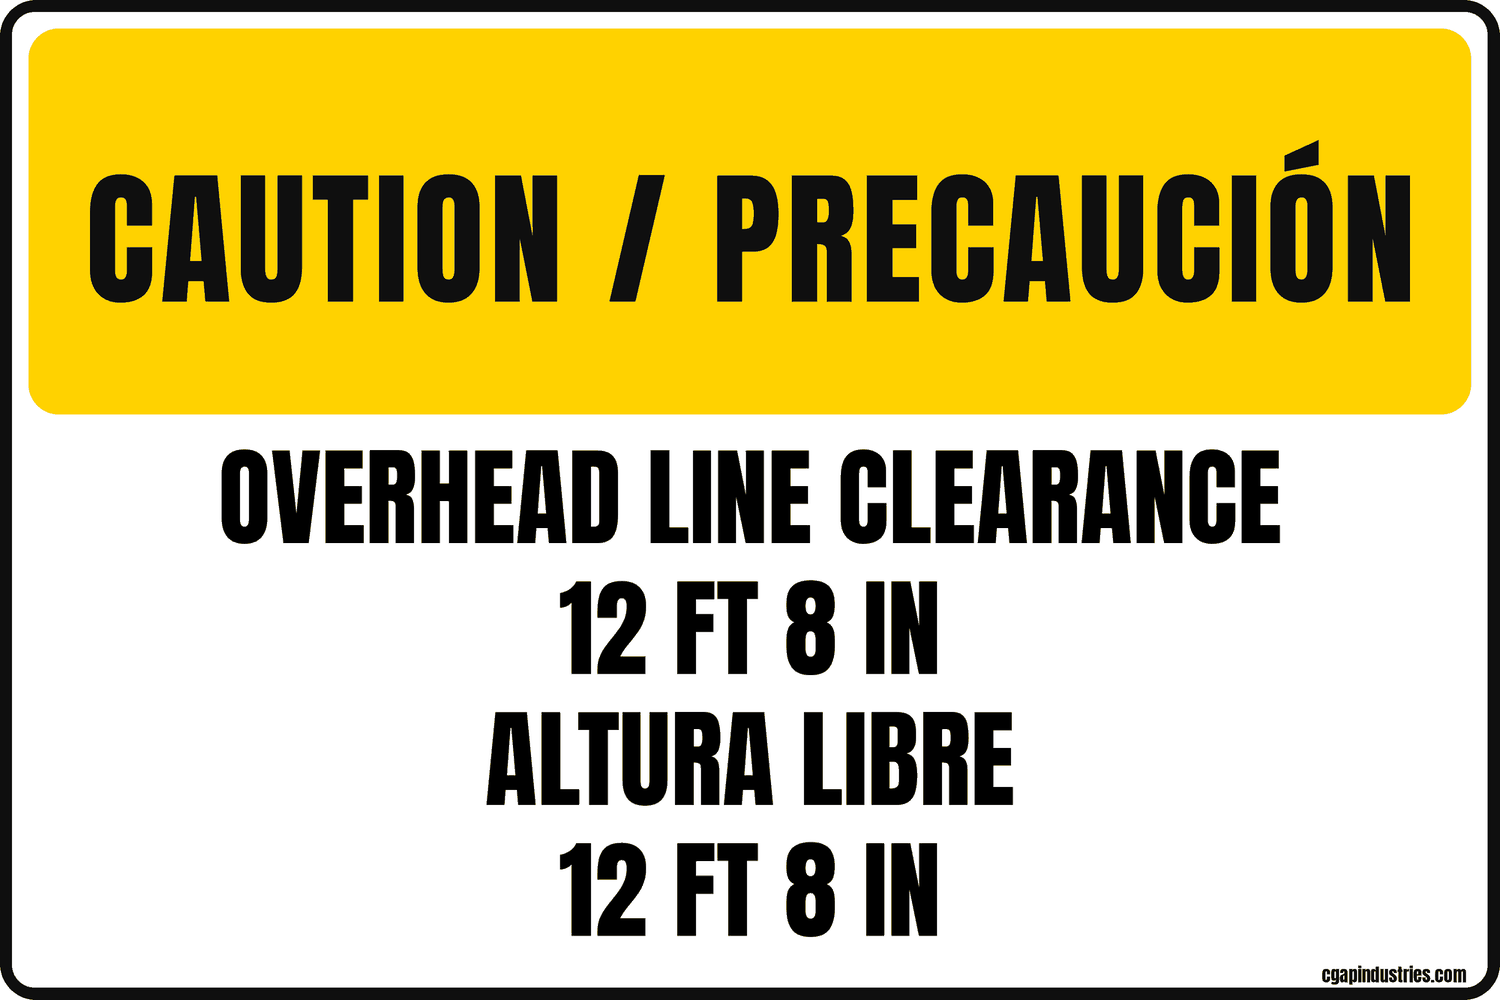 CAUTION / PRECAUCIÓN
OVERHEAD LINE CLEARANCE
12 FT 8 IN
ALTURA LIBRE
12 FT 8 IN
cgapindustries.com